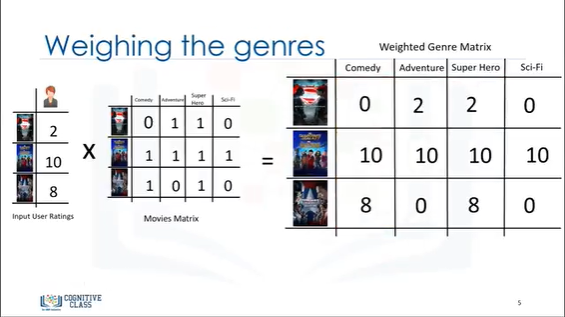 Weighing the genres
Weighted Genre Matrix
Comedy Adventure Super Hero Sci-Fi
0 2 2 0
10 10 10 10
8 0 8 0
2
10
8
Input User Ratings
X
Comedy Adventure Super Hero Sci-Fi
0 1 1 0
1 1 1 1
1 0 1 0
Movies Matrix
=
COGNITIVE
CLASS
5